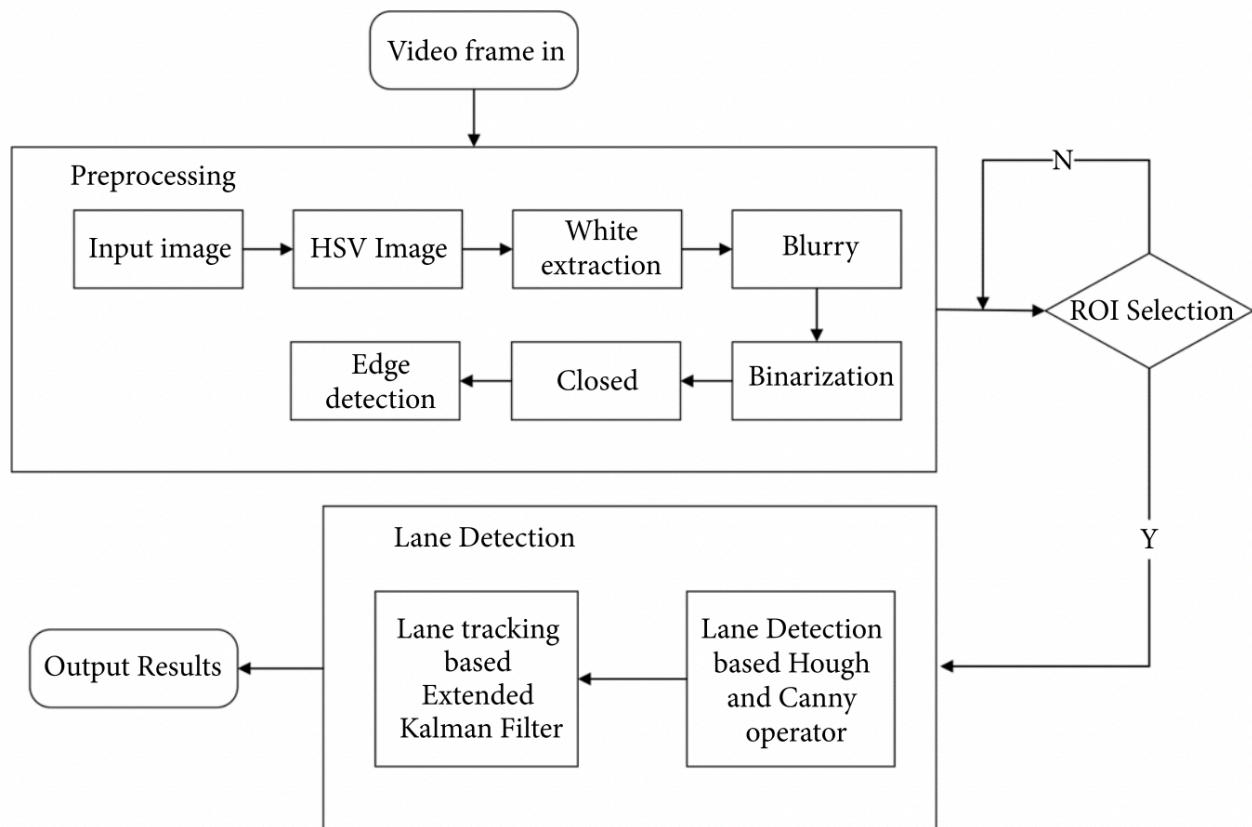 Video frame in
Preprocessing
N
Input image
HSV Image
White
extraction
Blurry
ROI Selection
Edge
detection
Closed
Binarization
Y
Lane Detection
Lane tracking
based
Extended
Kalman Filter
Lane Detection
based Hough
and Canny
operator
Output Results